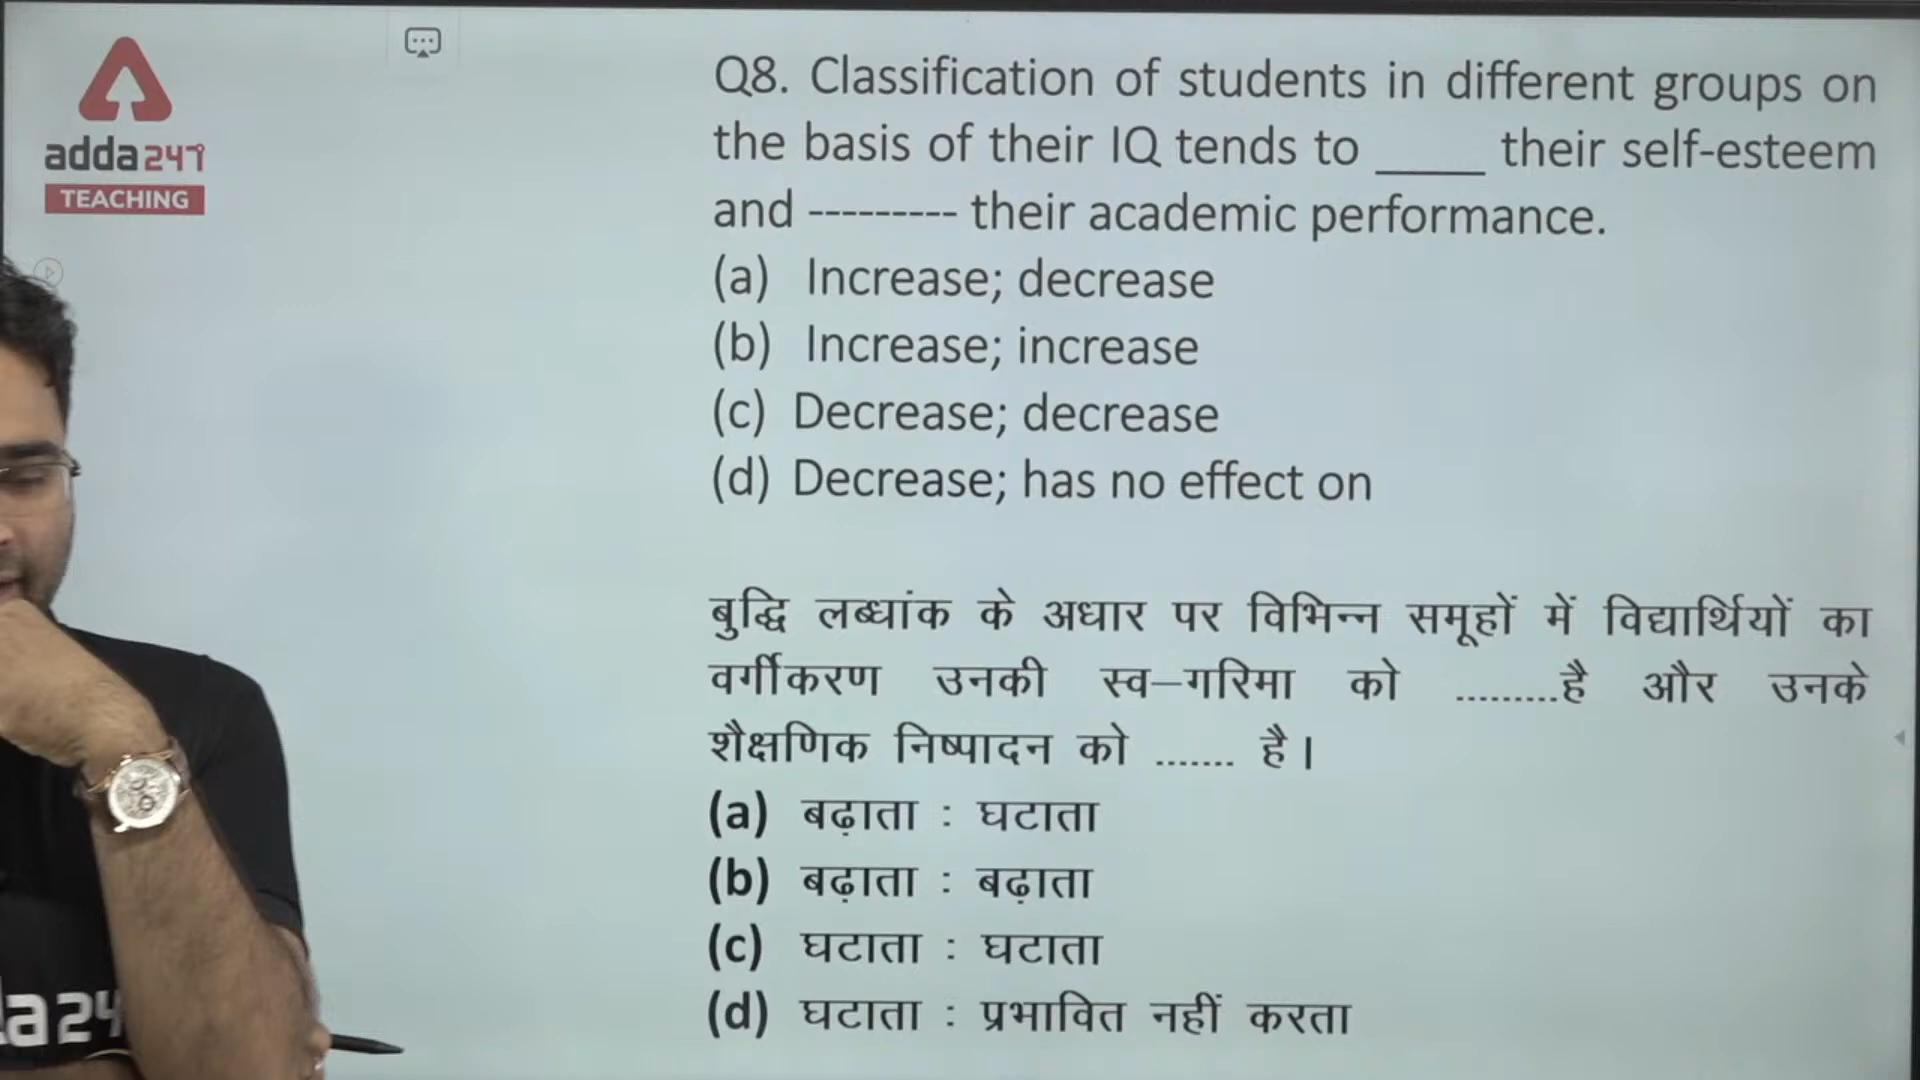 adda247
TEACHING
Q8. Classification of students in different groups on
the basis of their IQ tends to _____ their self-esteem
and --------- their academic performance.
(a) Increase; decrease
(b) Increase; increase
(c) Decrease; decrease
(d) Decrease; has no effect on
बुद्धि लब्धांक के अधार पर विभिन्न समूहों में विद्यार्थियों का
वर्गीकरण उनकी स्व–गरिमा को .........है और उनके
शैक्षणिक निष्पादन को ....... है।
(a) बढ़ाता : घटाता
(b) बढ़ाता : बढ़ाता
(c) घटाता : घटाता
(d) घटाता : प्रभावित नहीं करता
a 24